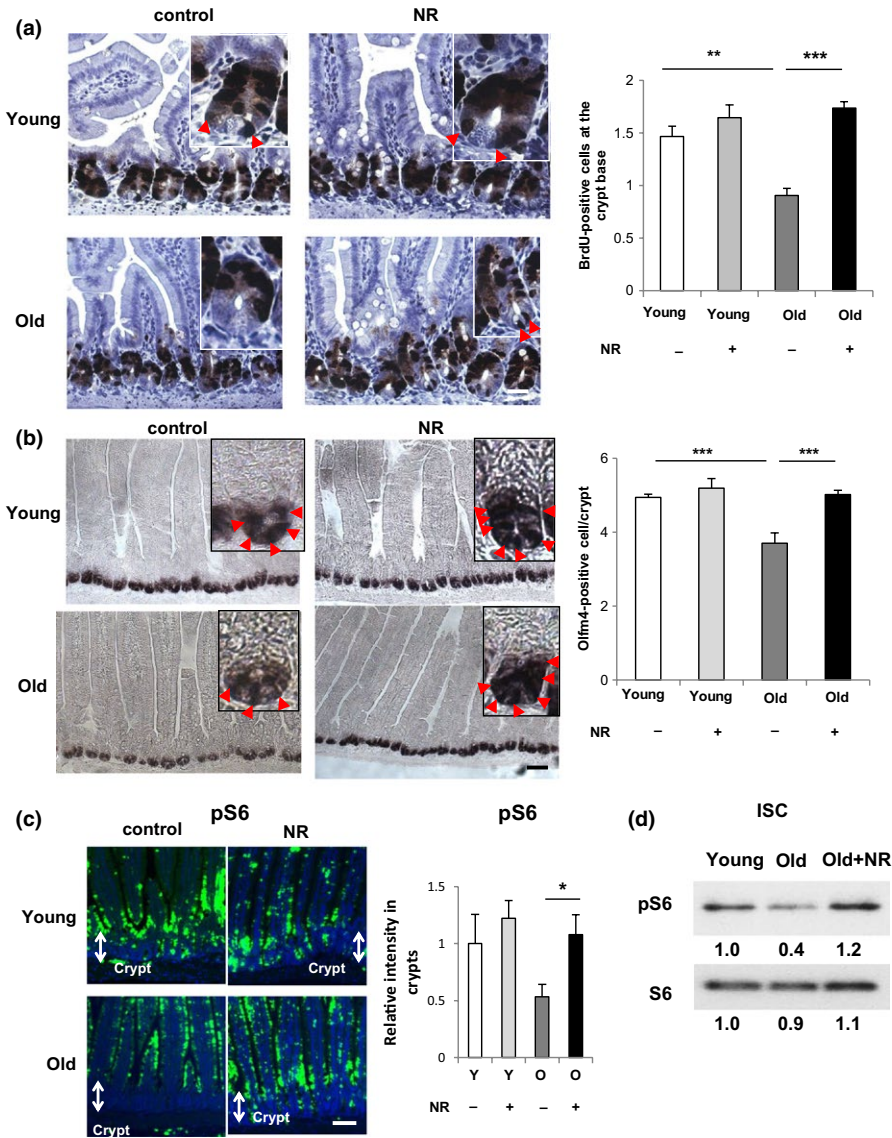 (a)
control
NR
Young
Old
BrdU-positive cells at the
crypt base
2
1.5
1
0.5
0
**
***
Young
Young
Old
Old
NR
–
+
–
+
(b)
control
NR
Young
Old
Olfm4-positive cell/crypt
6
4
2
0
***
***
Young
Young
Old
Old
NR
–
+
–
+
(c)
pS6
control
NR
Young
Crypt
Crypt
Old
Crypt
Crypt
pS6
Relative intensity in
crypts
1.5
1
0.5
0
*
Y
Y
O
O
NR
–
+
–
+
(d)
ISC
Young Old Old+NR
pS6
1.0 0.4 1.2
S6
1.0 0.9 1.1